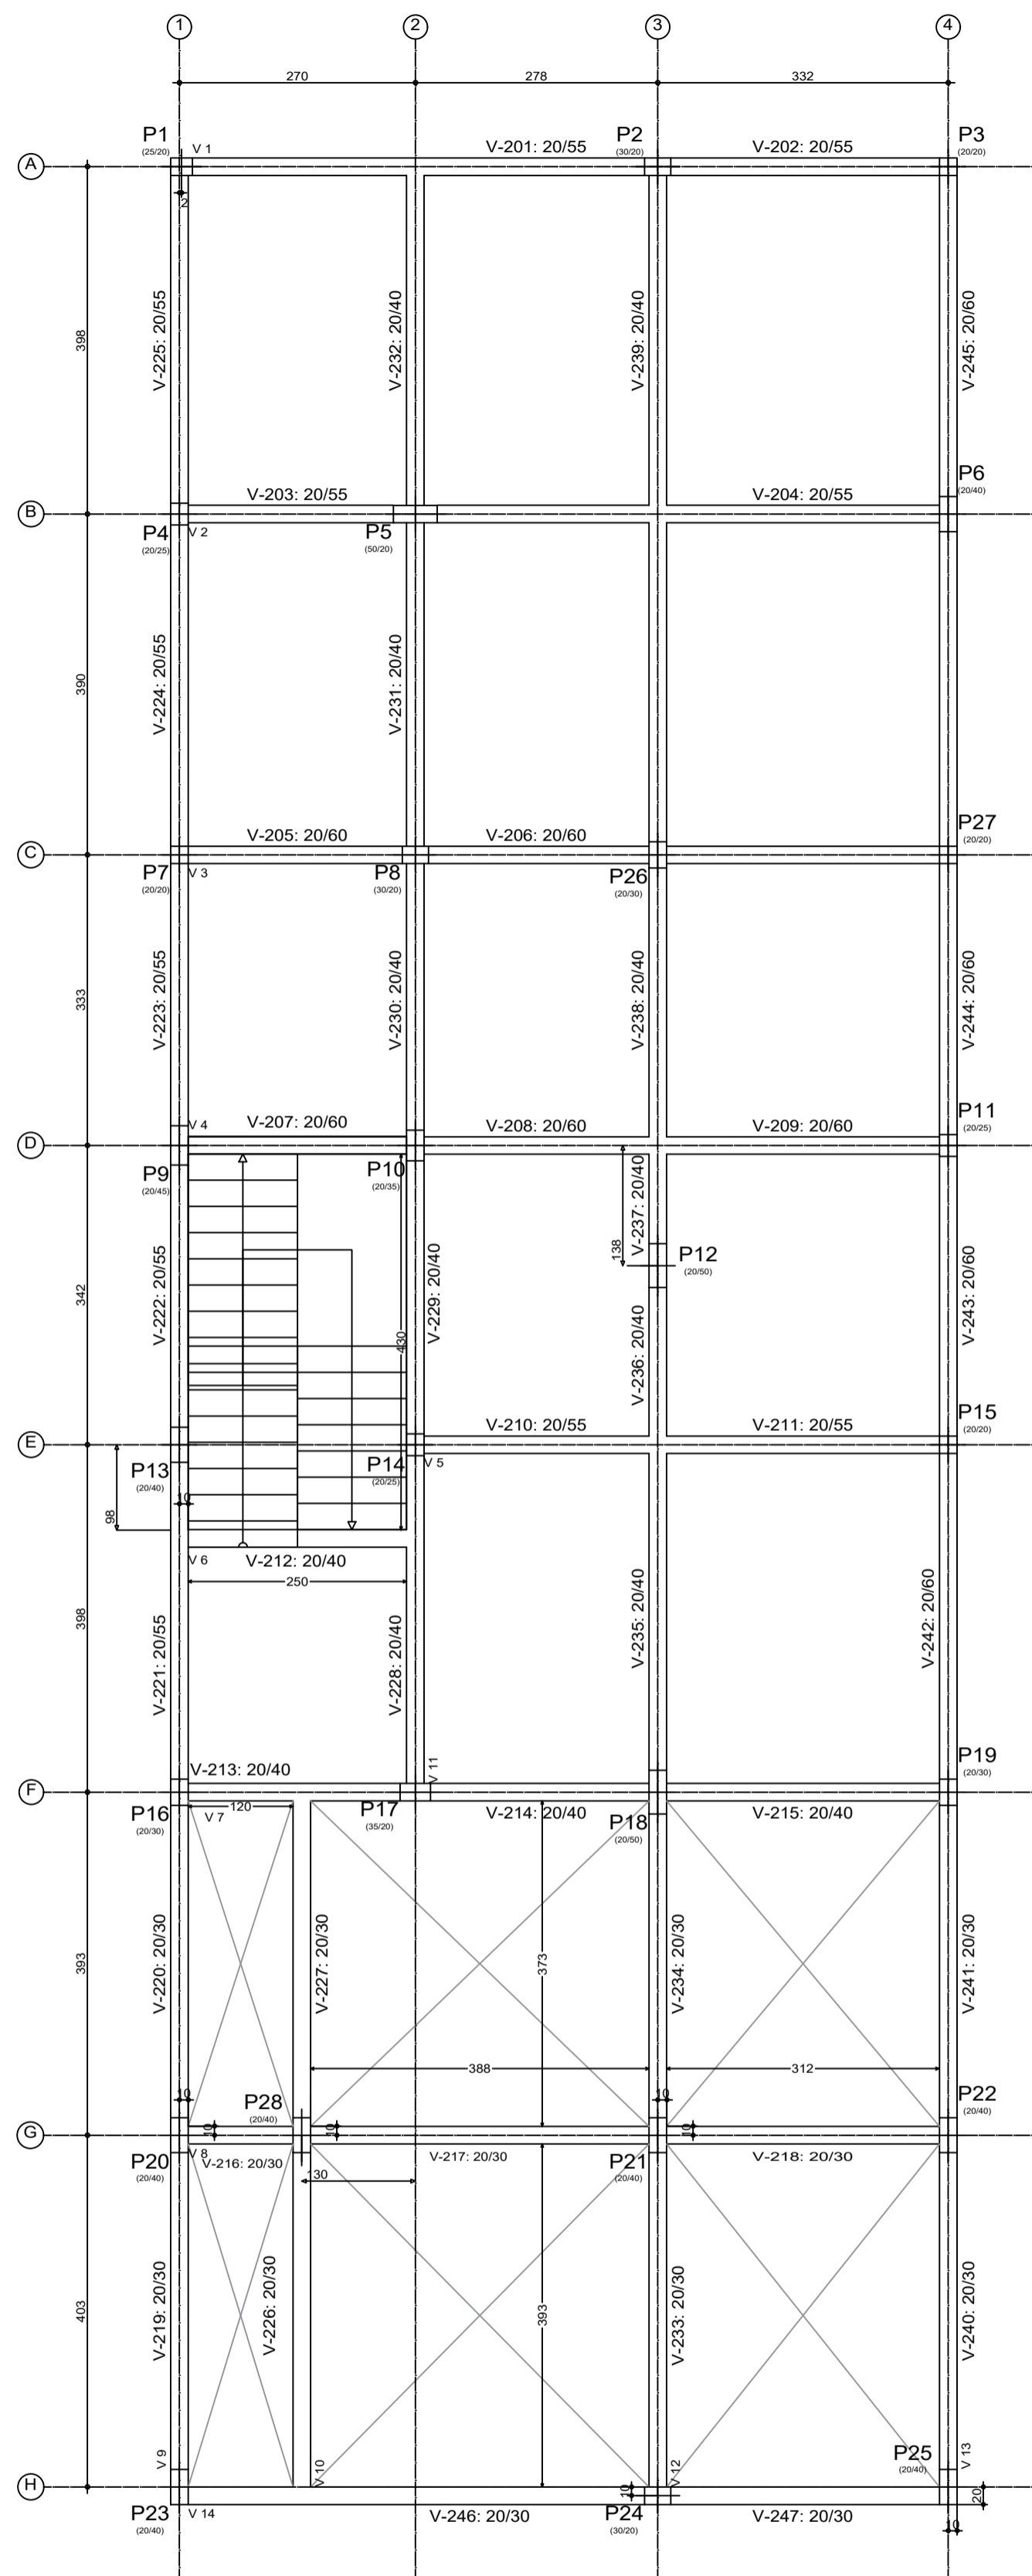 1 2 3 4
270 278 332
P1 (25/20) V 1 V-201: 20/55 P2 (30/20) V-202: 20/55 P3 (20/20)
A
2
398 V-225: 20/55 V-232: 20/40 V-239: 20/40 V-245: 20/60
V-203: 20/55 V-204: 20/55 P6 (20/40)
B
P4 (20/25) V 2 P5 (50/20)
390 V-224: 20/55 V-231: 20/40
V-205: 20/60 V-206: 20/60 P27 (20/20)
C
P7 (20/20) V 3 P8 (30/20) P26 (20/30)
333 V-223: 20/55 V-230: 20/40 V-238: 20/40 V-244: 20/60
V 4 V-207: 20/60 V-208: 20/60 V-209: 20/60 P11 (20/25)
D
P9 (20/45) P10 (20/35) V-237: 20/40
138 P12 (20/50)
342 V-222: 20/55 430 V-229: 20/40 V-236: 20/40 V-243: 20/60
V-210: 20/55 V-211: 20/55 P15 (20/20)
E
P13 (20/40) P14 (20/25) V 5
98 10
V 6 V-212: 20/40
250
398 V-221: 20/55 V-228: 20/40 V-235: 20/40 V-242: 20/60
V-213: 20/40 V 11 P19 (20/30)
F
P16 (20/30) V 7 120 P17 (35/20) V-214: 20/40 P18 (20/50) V-215: 20/40
393 V-220: 20/30 V-227: 20/30 373 V-234: 20/30 V-241: 20/30
388 312
10 P28 (20/40) 10 P22 (20/40)
G 10 10 10
P20 (20/40) V 8 V-216: 20/30 V-217: 20/30 P21 (20/40) V-218: 20/30
130
403 V-219: 20/30 V-226: 20/30 393 V-233: 20/30 V-240: 20/30
V 9 V 10 V 12 P25 (20/40) V 13
H 10 20
P23 (20/40) V 14 V-246: 20/30 P24 (30/20) V-247: 20/30 10